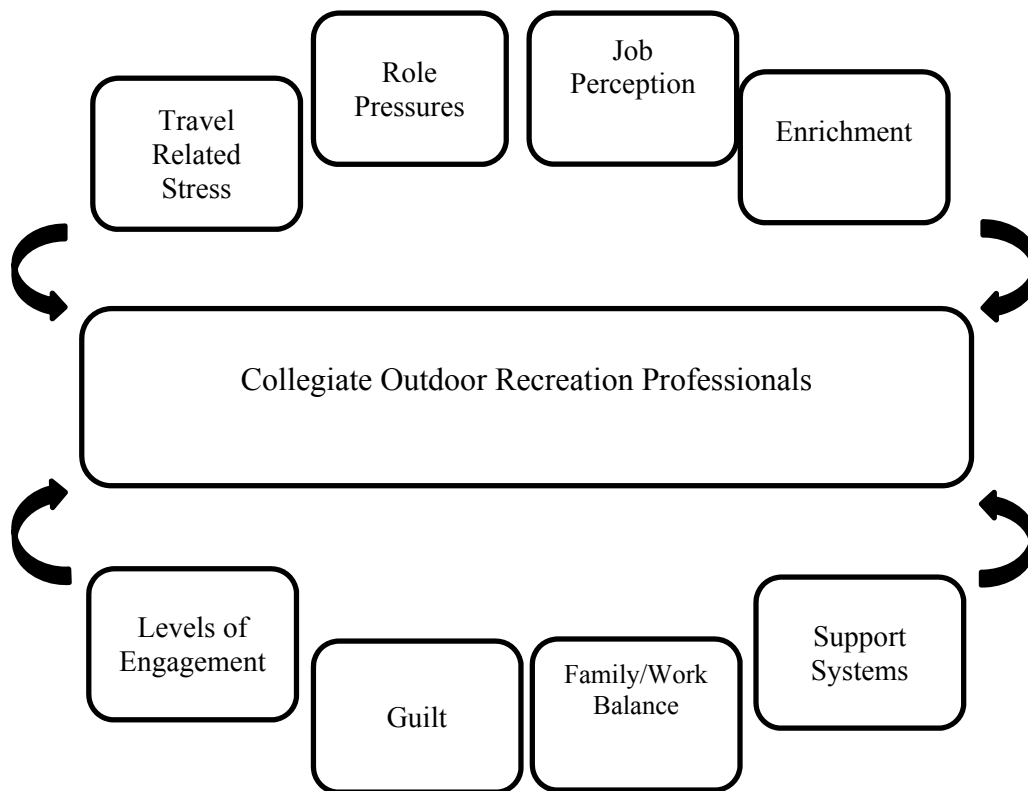 Travel
Related
Stress
Role
Pressures
Job
Perception
Enrichment
Collegiate Outdoor Recreation Professionals
Levels of
Engagement
Guilt
Family/Work
Balance
Support
Systems